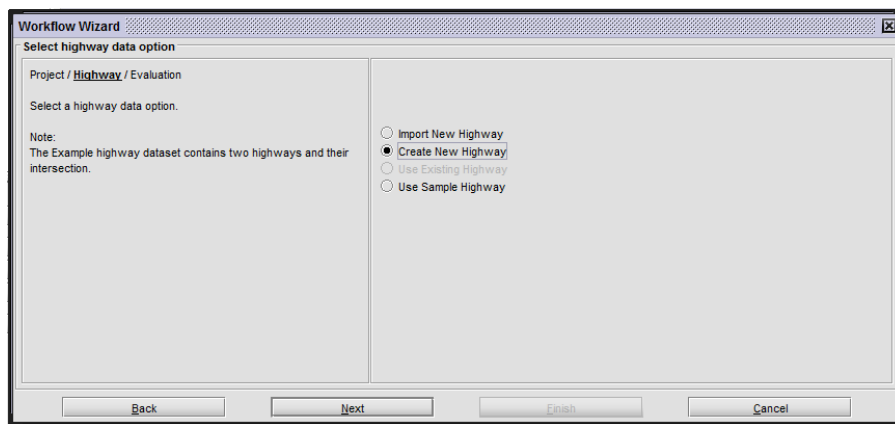 Workflow Wizard
Select highway data option
Project / Highway / Evaluation
Select a highway data option.
Note:
The Example highway dataset contains two highways and their
intersection.
Import New Highway
Create New Highway
Use Existing Highway
Use Sample Highway
Back
Next
Finish
Cancel